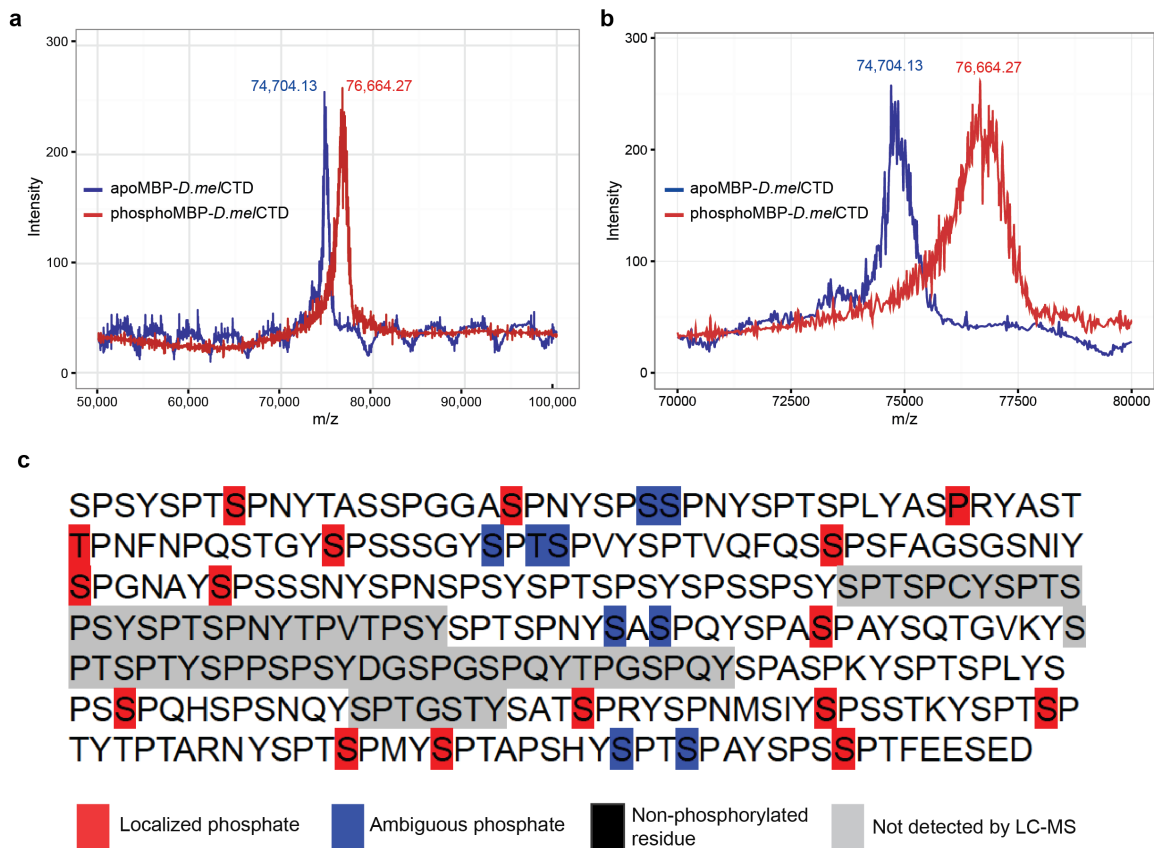 a
b
300
200
100
0
Intensity
74,704.13
76,664.27
apoMBP-D.melCTD
phosphoMBP-D.melCTD
50,000 60,000 70,000 80,000 90,000 100,000
m/z
300
200
100
0
Intensity
74,704.13
76,664.27
apoMBP-D.melCTD
phosphoMBP-D.melCTD
70000 72500 75000 77500 80000
m/z
c
SPSYSPTSPNYTASSPGGASPNYSPSSPNYSPTSPLYASPRYAST
TPNFNPQSTGYSPSSSGYSPTSPVYSPTVQFQSSPSFAGSGSNIY
SPGNAYSPSSSNYSPNSPSYSPTSPSYSPSSPSYSPTSPCYSPTS
PSYSPTSPNYTPVTPSYSPTSPNYSASPQYSPASPAYSQTGVKYS
PTSPTYSPPSPSYDGSPGSPQYTPGSPQYSPASPKYSPTSPLYS
PSSPQHSPSNQYSPTGSTYSATSPRYSPNMSIYSPSSTKYSPTSP
TYTPTARNYSPTSPMYSPTAPSHYSPTSPAYSPSSPTFEESED
Localized phosphate
Ambiguous phosphate
Non-phosphorylated
residue
Not detected by LC-MS